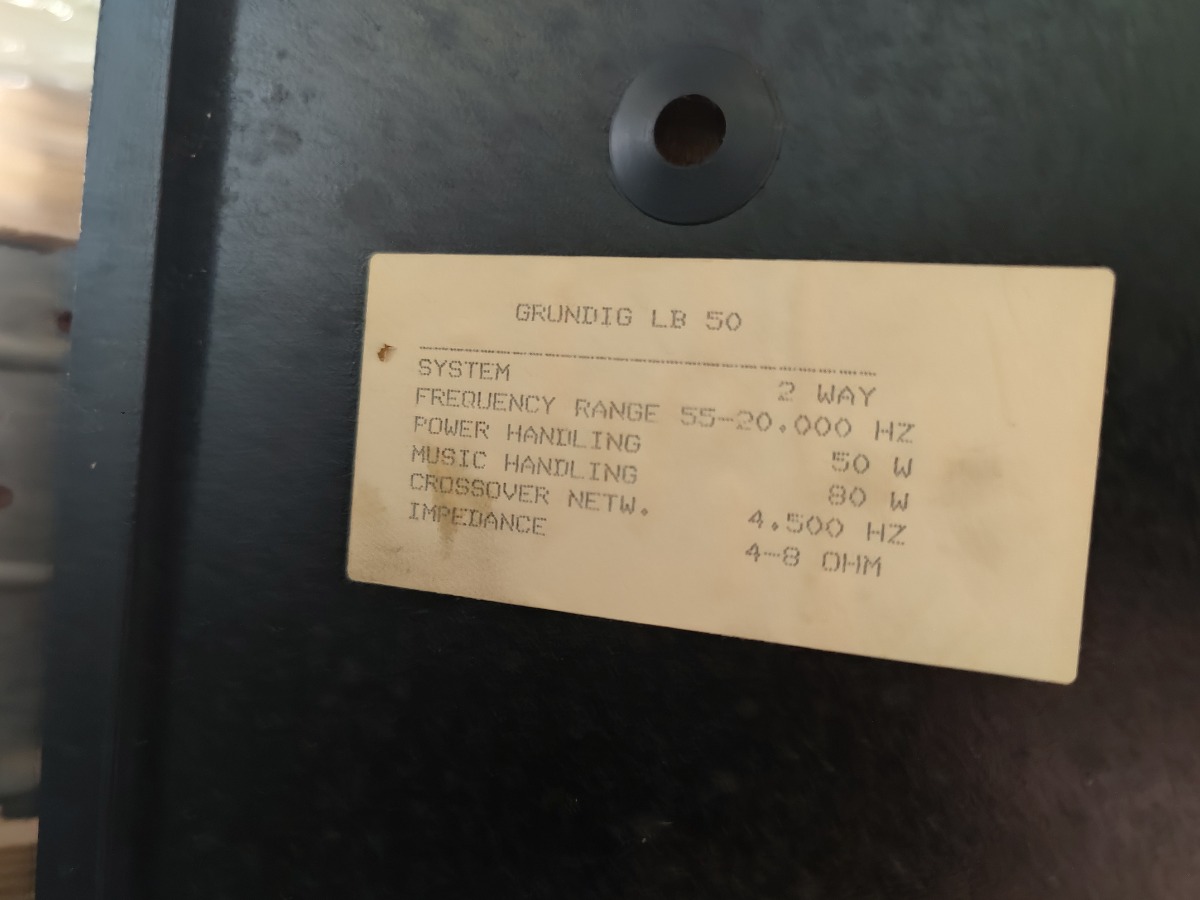 GRUNDIG LB 50
SYSTEM 2 WAY
FREQUENCY RANGE 55-20.000 HZ
POWER HANDLING 50 W
MUSIC HANDLING 80 W
CROSSOVER NETW. 4.500 HZ
IMPEDANCE 4-8 OHM